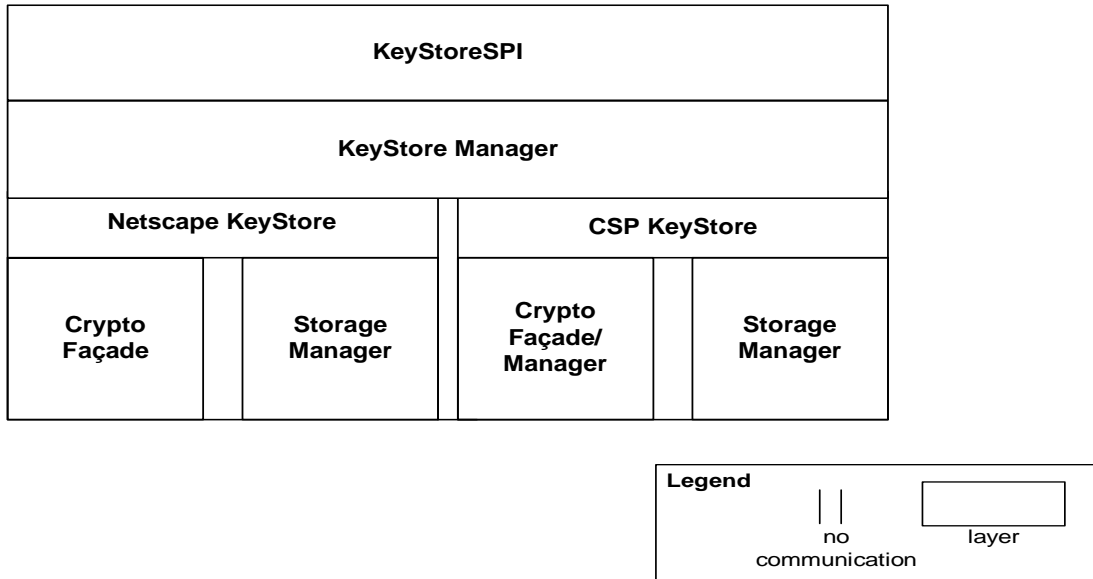 KeyStoreSPI
KeyStore Manager
Netscape KeyStore
CSP KeyStore
Crypto
Façade
Storage
Manager
Crypto
Façade/
Manager
Storage
Manager
Legend
no
communication
layer